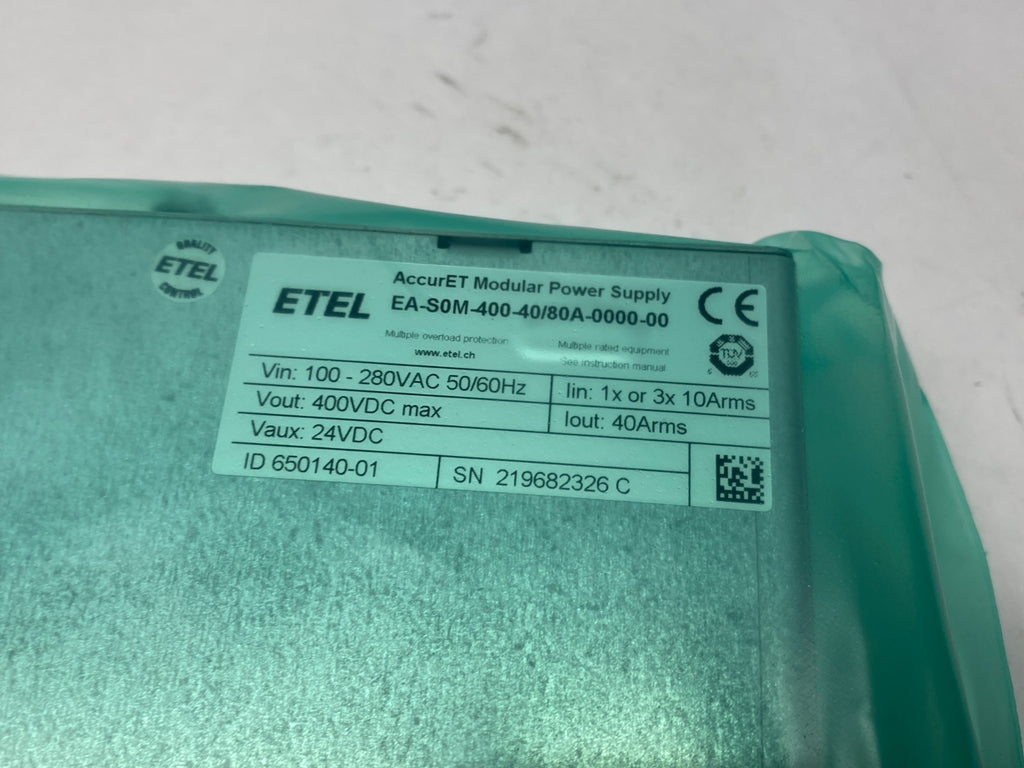 QUALITY
ETEL
CONTROL
ETEL
AccurET Modular Power Supply
EA-S0M-400-40/80A-0000-00
CE
Multiple overload protection
www.etel.ch
Multiple rated equipment
See instruction manual
TÜV
Vin: 100 - 280VAC 50/60Hz
Iin: 1x or 3x 10Arms
Vout: 400VDC max
Iout: 40Arms
Vaux: 24VDC
ID 650140-01
SN 219682326 C